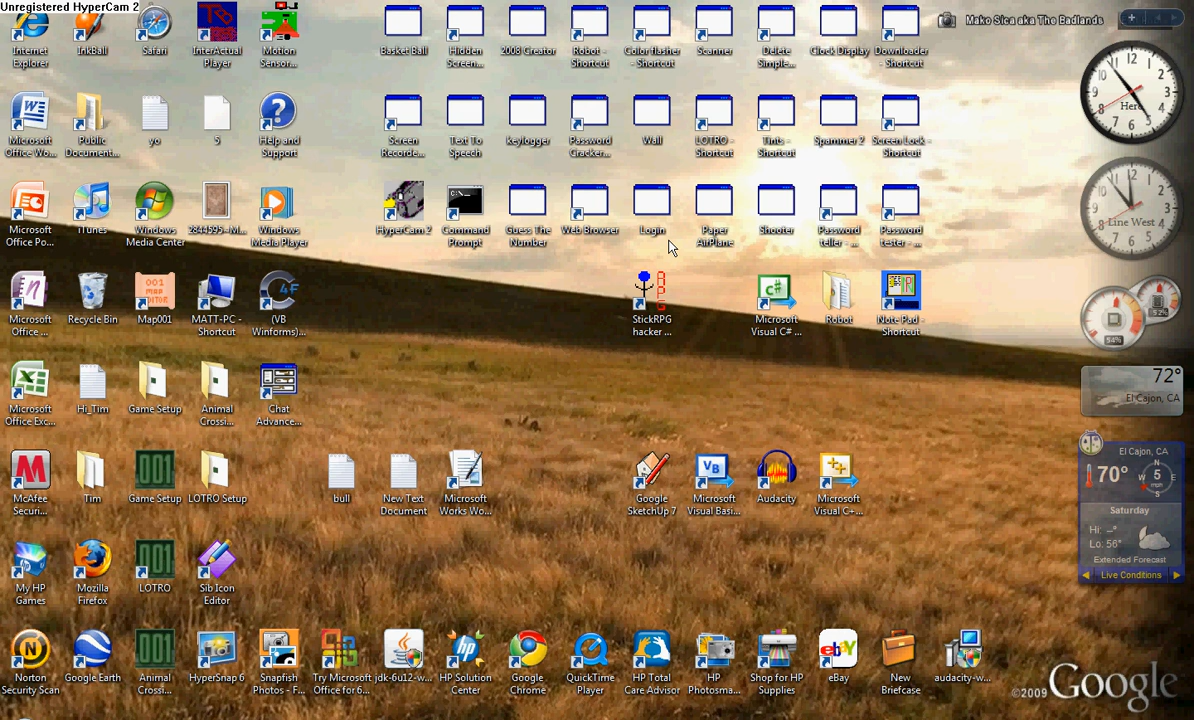 Unregistered HyperCam 2
Mako Sica aka The Badlands
Internet Explorer
InkBall
Safari
InterActual Player
Motion Sensor...
Basket Ball
Hidden Screen...
2008 Creator
Robot - Shortcut
Color flasher - Shortcut
Scanner
Delete Simple...
Clock Display
Downloader - Shortcut
Here
Microsoft Office Wo...
Public Document...
yo
5
Help and Support
Screen Recorde...
Text To Speech
keylogger
Password Cracker...
Wall
LOTRO - Shortcut
Tints - Shortcut
Spammer 2
Screen Lock - Shortcut
Line West 4
Microsoft Office Po...
iTunes
Windows Media Center
2844595-M...
Windows Media Player
HyperCam 2
Command Prompt
Guess The Number
Web Browser
Login
Paper AirPlane
Shooter
Password teller - ...
Password tester - ...
Microsoft Office ...
Recycle Bin
Map001
MATT-PC - Shortcut
(VB Winforms)...
StickRPG hacker ...
Microsoft Visual C# ...
Robot
Note Pad - Shortcut
52%
94%
Microsoft Office Exc...
Hi_Tim
Game Setup
Animal Crossi...
Chat Advance...
72°
El Cajon, CA
McAfee Securi...
Tim
Game Setup
LOTRO Setup
bull
New Text Document
Microsoft Works Wo...
Google SketchUp 7
Microsoft Visual Basi...
Audacity
Microsoft Visual C+...
El Cajon, CA
70°
N
W 5 E
mph
S
Saturday
Hi: --°
Lo: 56°
Extended Forecast
Live Conditions
My HP Games
Mozilla Firefox
LOTRO
Sib Icon Editor
Norton Security Scan
Google Earth
Animal Crossi...
HyperSnap 6
Snapfish Photos - F...
Try Microsoft Office for 6...
jdk-6u12-w...
HP Solution Center
Google Chrome
QuickTime Player
HP Total Care Advisor
HP Photosma...
Shop for HP Supplies
eBay
New Briefcase
audacity-w...
©2009 Google